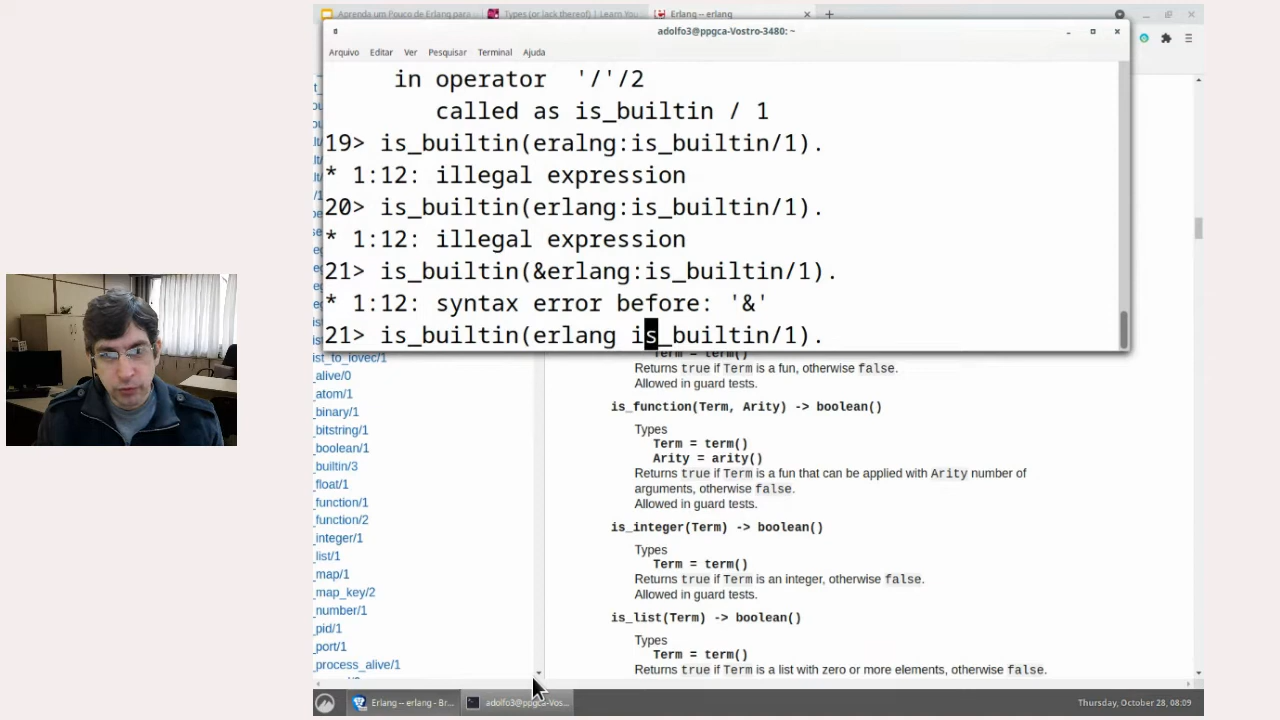 Aprenda um Pouco de Erlang para
Types (or lack thereof) | Learn You
Erlang -- erlang
adolfo3@ppgca-Vostro-3480: ~
Arquivo Editar Ver Pesquisar Terminal Ajuda
in operator '/'/2
called as is_builtin / 1
19> is_builtin(eralng:is_builtin/1).
* 1:12: illegal expression
20> is_builtin(erlang:is_builtin/1).
* 1:12: illegal expression
21> is_builtin(&erlang:is_builtin/1).
* 1:12: syntax error before: '&'
21> is_builtin(erlang is_builtin/1).
ist_to_iovec/1
_alive/0
_atom/1
_binary/1
_bitstring/1
_boolean/1
_builtin/3
_float/1
_function/1
_function/2
_integer/1
_list/1
_map/1
_map_key/2
_number/1
_pid/1
_port/1
_process_alive/1
Term = term()
Returns true if Term is a fun, otherwise false.
Allowed in guard tests.
is_function(Term, Arity) -> boolean()
Types
Term = term()
Arity = arity()
Returns true if Term is a fun that can be applied with Arity number of
arguments, otherwise false.
Allowed in guard tests.
is_integer(Term) -> boolean()
Types
Term = term()
Returns true if Term is an integer, otherwise false.
Allowed in guard tests.
is_list(Term) -> boolean()
Types
Term = term()
Returns true if Term is a list with zero or more elements, otherwise false.
Erlang -- erlang - Br...
adolfo3@ppgca-Vos...
Thursday, October 28, 08:09